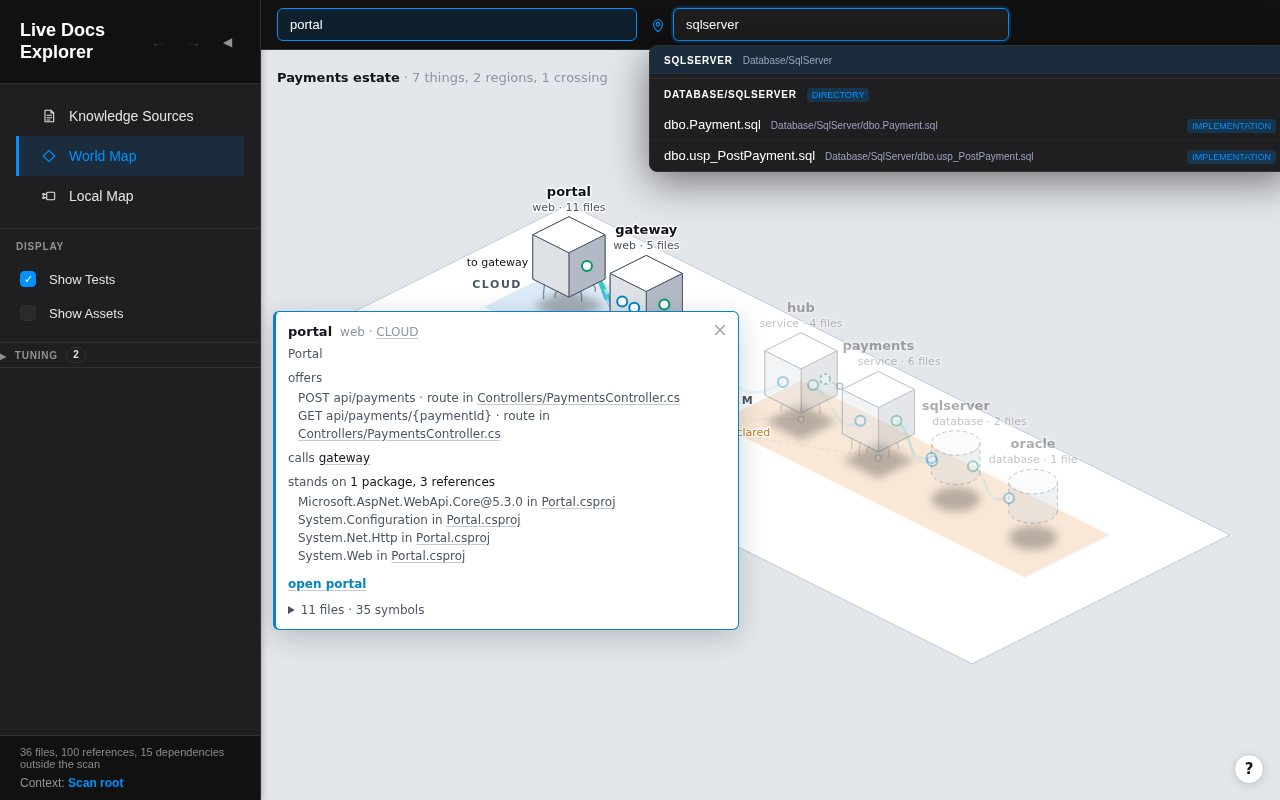 Live Docs
Explorer
← → ◀
Knowledge Sources
World Map
Local Map
DISPLAY
✓ Show Tests
Show Assets
▶ TUNING 2
36 files, 100 references, 15 dependencies
outside the scan
Context: Scan root
portal
sqlserver
SQLSERVER Database/SqlServer
DATABASE/SQLSERVER DIRECTORY
dbo.Payment.sql Database/SqlServer/dbo.Payment.sql IMPLEMENTATION
dbo.usp_PostPayment.sql Database/SqlServer/dbo.usp_PostPayment.sql IMPLEMENTATION
Payments estate · 7 things, 2 regions, 1 crossing
portal
web · 11 files
gateway
web · 5 files
to gateway
CLOUD
hub
service · 4 files
payments
service · 6 files
M
sqlserver
database · 2 files
clared
oracle
database · 1 file
portal web · CLOUD
Portal
offers
POST api/payments · route in Controllers/PaymentsController.cs
GET api/payments/{paymentId} · route in
Controllers/PaymentsController.cs
calls gateway
stands on 1 package, 3 references
Microsoft.AspNet.WebApi.Core@5.3.0 in Portal.csproj
System.Configuration in Portal.csproj
System.Net.Http in Portal.csproj
System.Web in Portal.csproj
open portal
▶ 11 files · 35 symbols
?